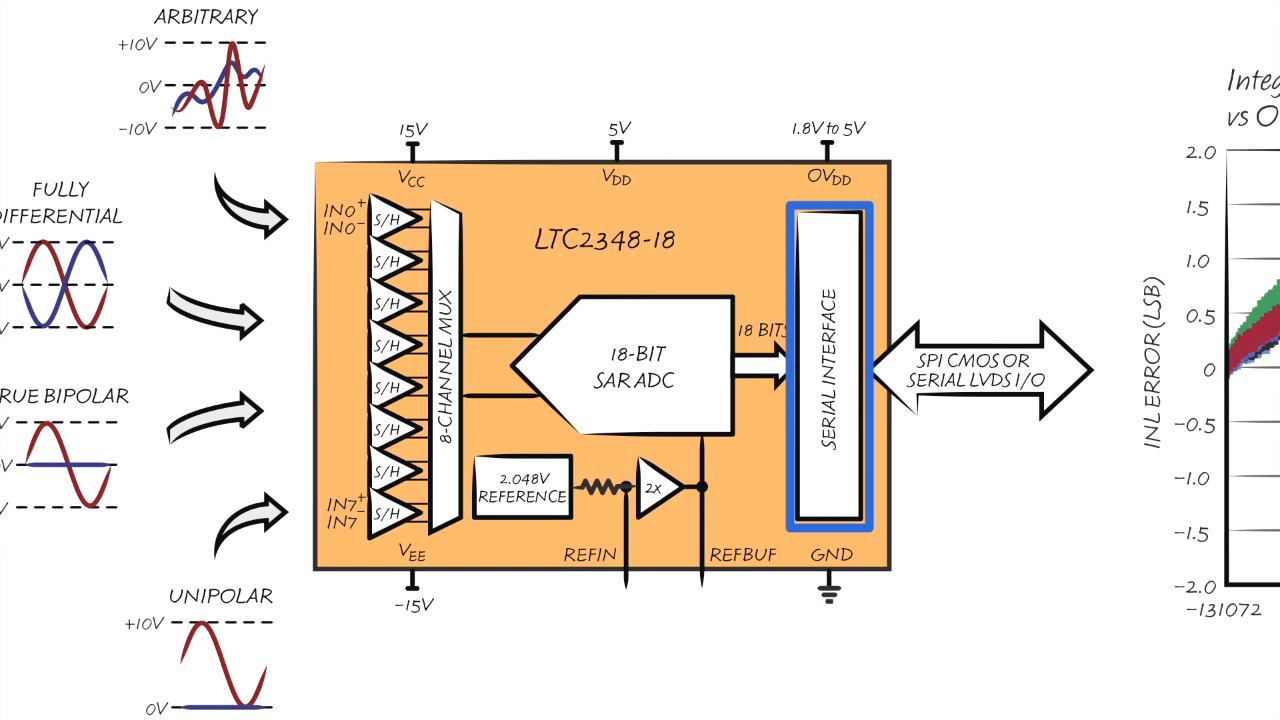 ARBITRARY
+10V
0V
-10V
FULLY
DIFFERENTIAL
V
V
V
TRUE BIPOLAR
V
0V
V
UNIPOLAR
+10V
0V
15V
5V
1.8V to 5V
VCC
VDD
OVDD
IN0+
IN0-
S/H
S/H
S/H
S/H
S/H
S/H
S/H
S/H
IN7+
IN7-
8-CHANNEL MUX
LTC2348-18
18-BIT
SAR ADC
18 BITS
SERIAL INTERFACE
SPI CMOS OR
SERIAL LVDS I/O
2.048V
REFERENCE
2x
VEE
REFIN
REFBUF
GND
-15V
Integ
vs O
INL ERROR (LSB)
2.0
1.5
1.0
0.5
0
-0.5
-1.0
-1.5
-2.0
-131072